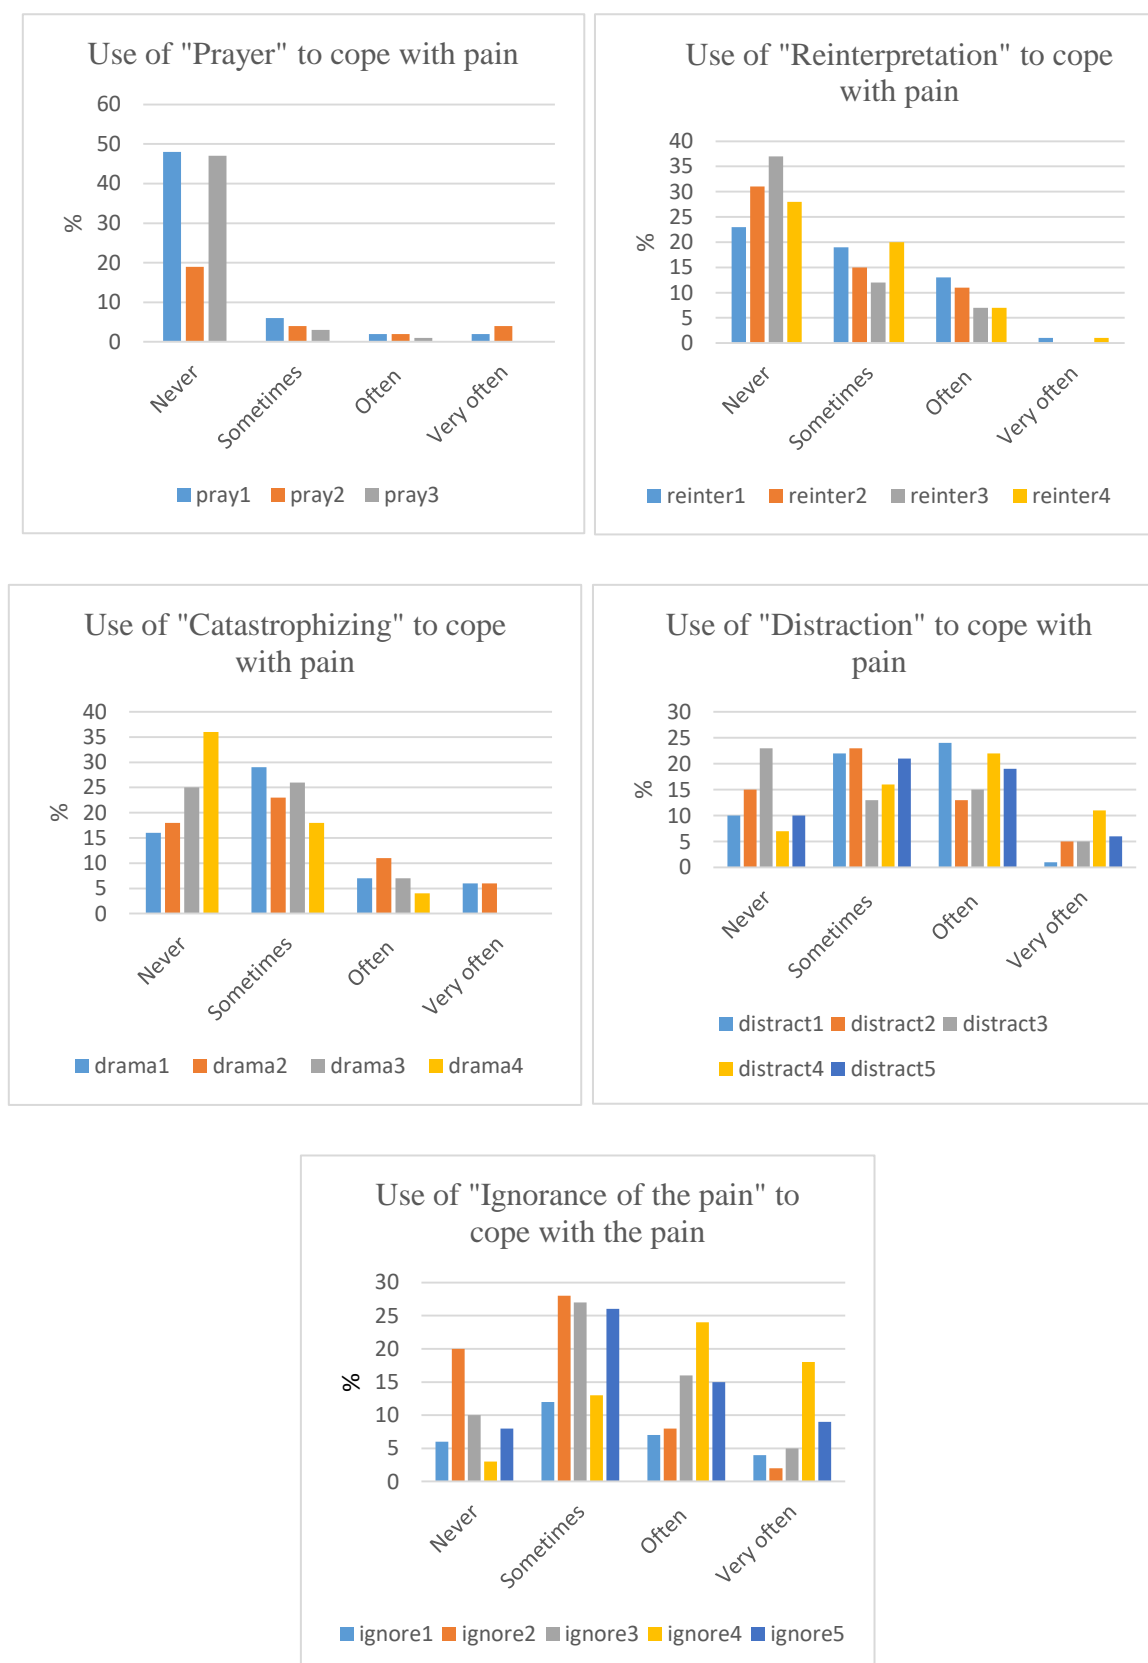 Use of "Prayer" to cope with pain
60
50
40
30
20
10
0
%
Never
Sometimes
Often
Very often
pray1 pray2 pray3
Use of "Reinterpretation" to cope
with pain
40
35
30
25
20
15
10
5
0
%
Never
Sometimes
Often
Very often
reinter1 reinter2 reinter3 reinter4
Use of "Catastrophizing" to cope
with pain
40
35
30
25
20
15
10
5
0
%
Never
Sometimes
Often
Very often
drama1 drama2 drama3 drama4
Use of "Distraction" to cope with
pain
30
25
20
15
10
5
0
%
Never
Sometimes
Often
Very often
distract1 distract2 distract3
distract4 distract5
Use of "Ignorance of the pain" to
cope with the pain
30
25
20
15
10
5
0
%
Never
Sometimes
Often
Very often
ignore1 ignore2 ignore3 ignore4 ignore5